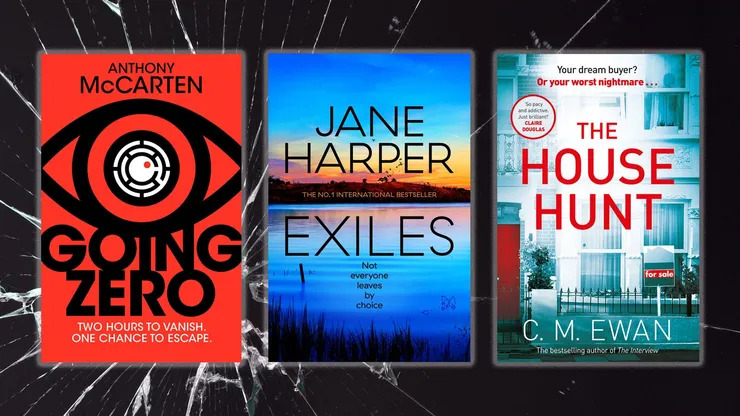 ANTHONY
McCARTEN
GOING
ZERO
TWO HOURS TO VANISH.
ONE CHANCE TO ESCAPE.
JANE
HARPER
THE NO.1 INTERNATIONAL BESTSELLER
EXILES
Not
everyone
leaves
by
choice
Your dream buyer?
Or your worst nightmare . . .
'So pacy
and addictive.
Just brilliant!'
CLAIRE
DOUGLAS
THE
HOUSE
HUNT
for sale
C. M. EWAN
The bestselling author of The Interview